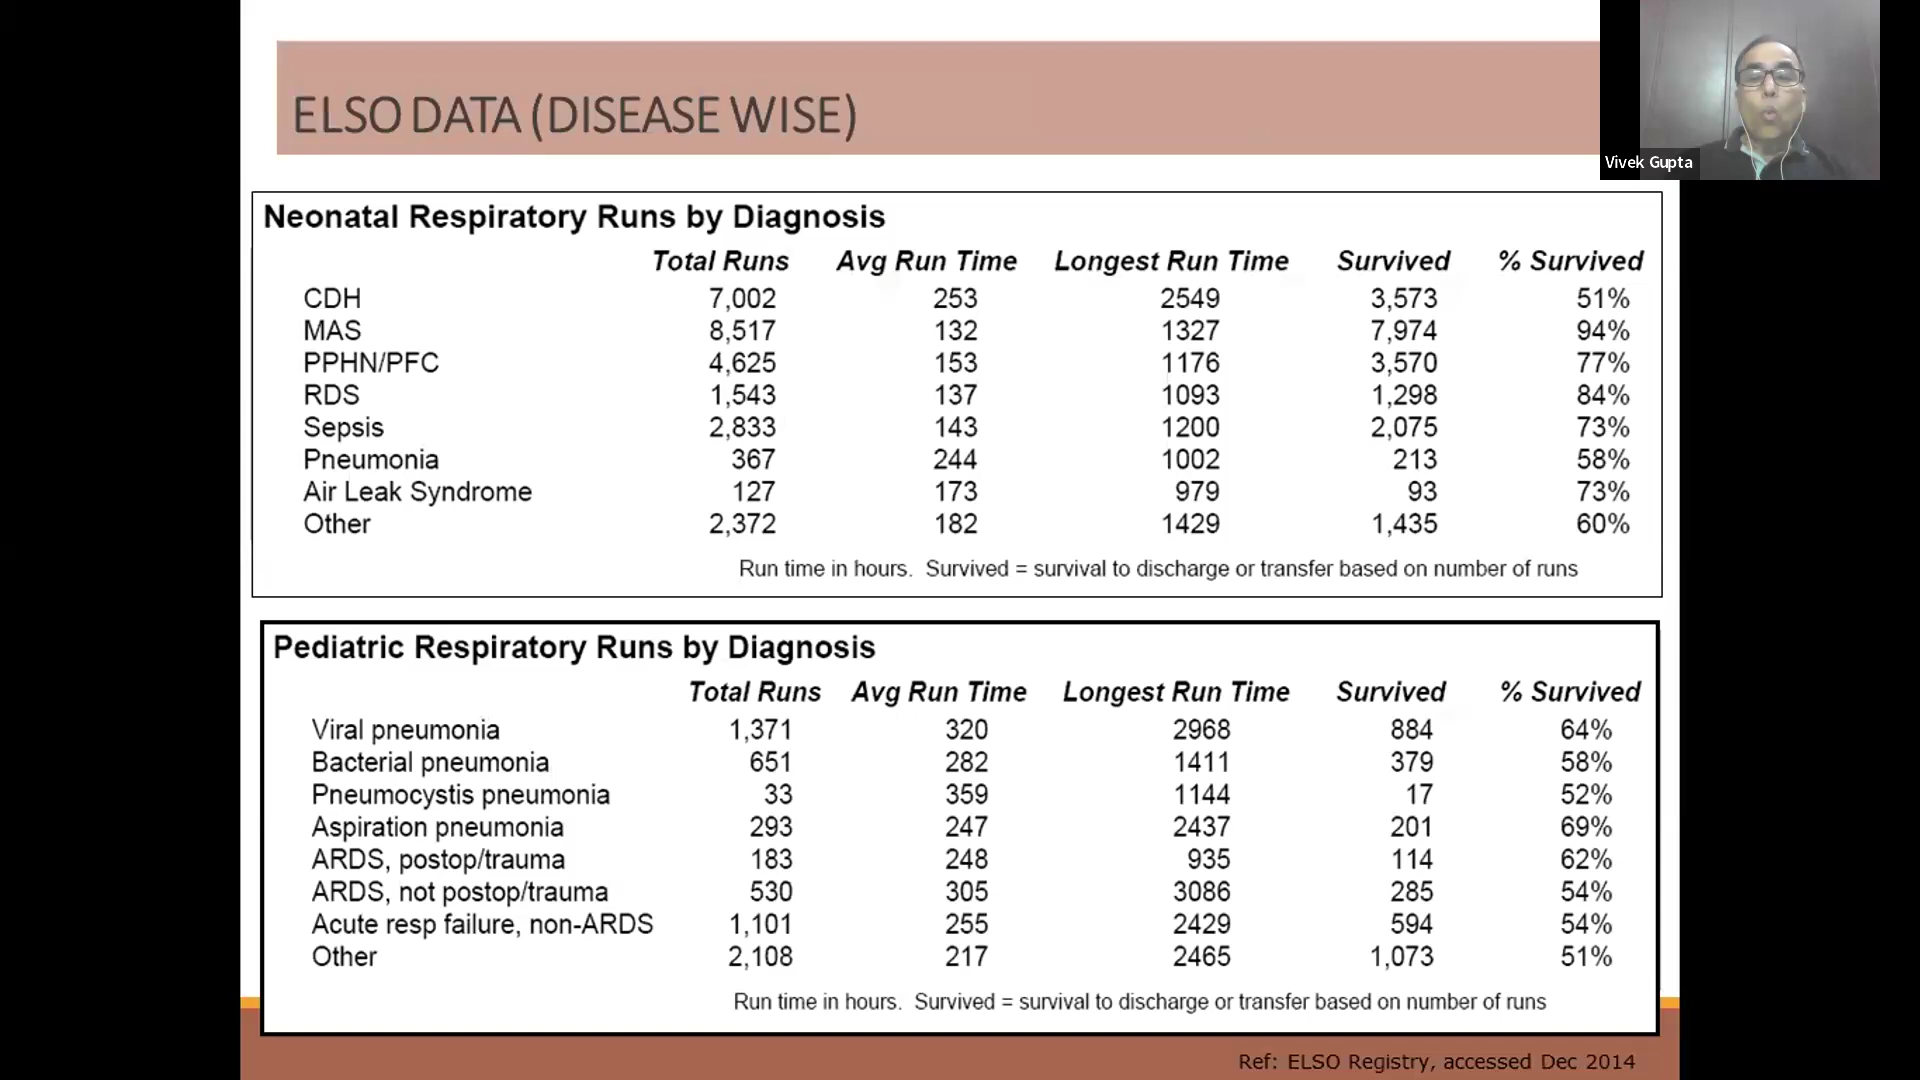 ELSO DATA (DISEASE WISE)
Vivek Gupta
Neonatal Respiratory Runs by Diagnosis
Total Runs Avg Run Time Longest Run Time Survived % Survived
CDH 7,002 253 2549 3,573 51%
MAS 8,517 132 1327 7,974 94%
PPHN/PFC 4,625 153 1176 3,570 77%
RDS 1,543 137 1093 1,298 84%
Sepsis 2,833 143 1200 2,075 73%
Pneumonia 367 244 1002 213 58%
Air Leak Syndrome 127 173 979 93 73%
Other 2,372 182 1429 1,435 60%
Run time in hours. Survived = survival to discharge or transfer based on number of runs
Pediatric Respiratory Runs by Diagnosis
Total Runs Avg Run Time Longest Run Time Survived % Survived
Viral pneumonia 1,371 320 2968 884 64%
Bacterial pneumonia 651 282 1411 379 58%
Pneumocystis pneumonia 33 359 1144 17 52%
Aspiration pneumonia 293 247 2437 201 69%
ARDS, postop/trauma 183 248 935 114 62%
ARDS, not postop/trauma 530 305 3086 285 54%
Acute resp failure, non-ARDS 1,101 255 2429 594 54%
Other 2,108 217 2465 1,073 51%
Run time in hours. Survived = survival to discharge or transfer based on number of runs
Ref: ELSO Registry, accessed Dec 2014